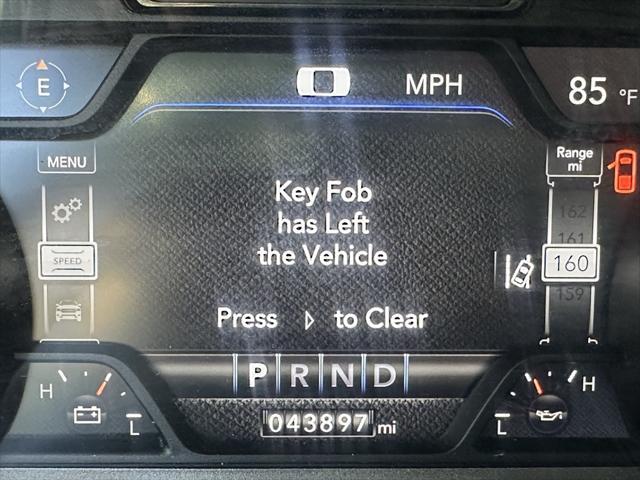 E
MPH
85 °F
MENU
Range
mi
Key Fob
has Left
the Vehicle
162
161
SPEED
160
159
Press ▷ to Clear
P R N D
H
L
043897 mi
H
L